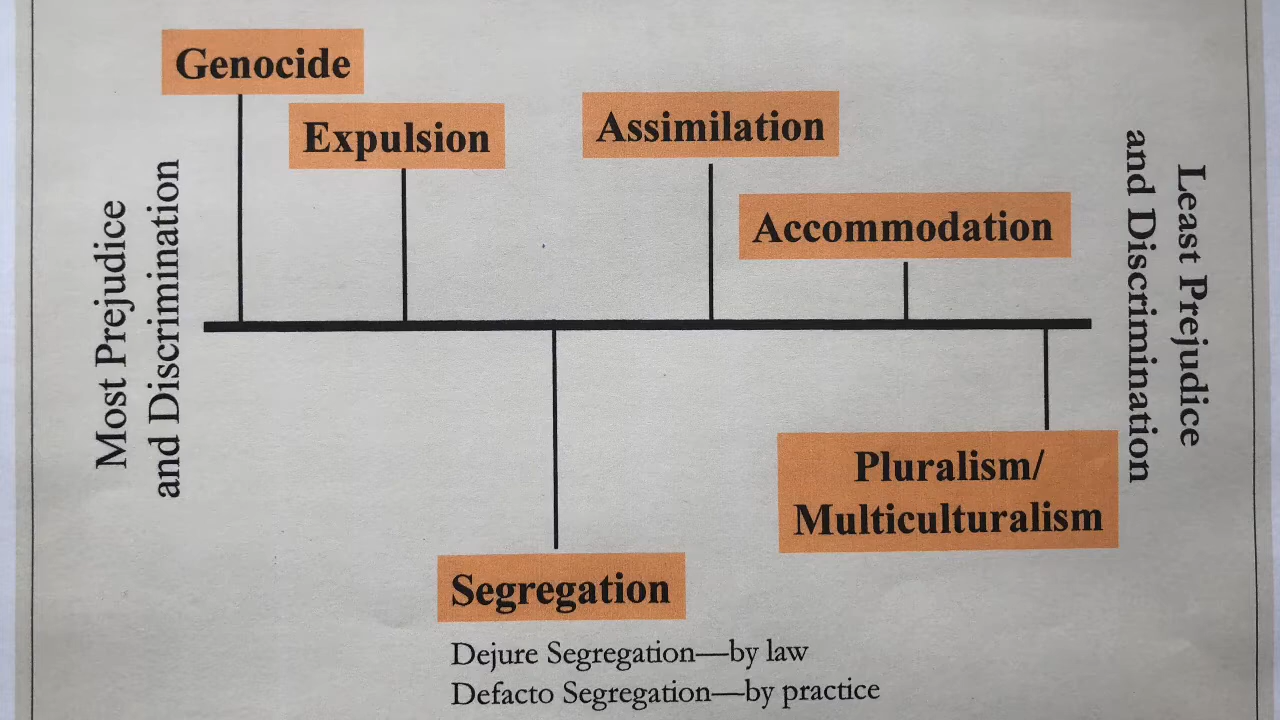 Genocide
Expulsion
Assimilation
Accommodation
Most Prejudice
and Discrimination
Least Prejudice
and Discrimination
Pluralism/
Multiculturalism
Segregation
Dejure Segregation—by law
Defacto Segregation—by practice